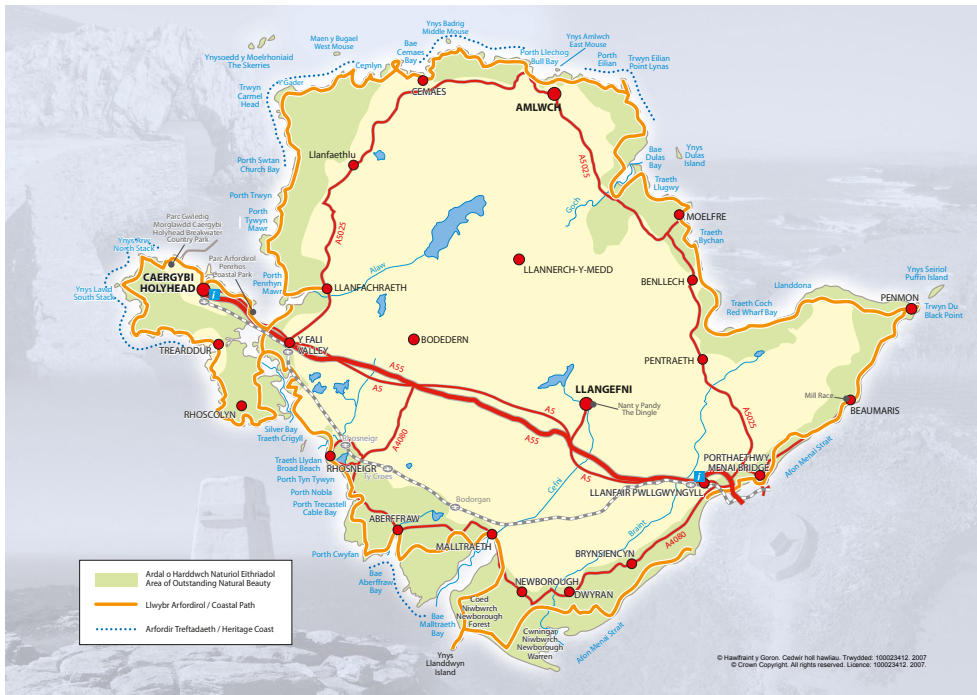 Ynys Badrig
Middle Mouse
Maen y Bugael
West Mouse
Bae
Cemaes
Bay
Ynys Amlwch
East Mouse
Ynysoedd y Moelrhoniaid
The Skerries
Porth Llechog
Bull Bay
Porth
Eilian
Trwyn Eilian
Point Lynas
Cemlyn
CEMAES
AMLWCH
Trwyn
Carmel
Head
Llanfaethlu
Porth Swtan
Church Bay
A5025
Bae
Dulas
Bay
Ynys
Dulas
Island
Traeth
Llugwy
Porth Trwyn
Porth
Tywyn
Mawr
Goch
MOELFRE
Traeth
Bychan
Parc Gwledig
Morglawdd Caergybi
Holyhead Breakwater
Country Park
A5025
North Stack
Parc Arfordirol
Penrhos
Coastal Park
Alaw
LLANNERCH-Y-MEDD
CAERGYBI
HOLYHEAD
i
Porth
Penrhyn
Mawr
LLANFACHRAETH
BENLLECH
Ynys Lawd
South Stack
Llanddona
Ynys Seiriol
Puffin Island
PENMON
Traeth Coch
Red Wharf Bay
Trwyn Du
Black Point
TREARDDUR
Y FALI
VALLEY
BODEDERN
PENTRAETH
A55
A5
RHOSCOLYN
LLANGEFNI
Nant y Pandy
The Dingle
Mill Race
BEAUMARIS
A5
A5025
Silver Bay
Traeth Crigyll
A4080
A55
Rhosneigr
RHOSNEIGR
Ty Croes
Traeth Llydan
Broad Beach
Porth Tyn Tywyn
Afon Menai Strait
PORTHAETHWY
MENAI BRIDGE
i
A5
Cefni
LLANFAIR PWLLGWYNGYLL
Porth Nobla
Porth Trecastell
Cable Bay
Bodorgan
ABERFFRAW
Braint
MALLTRAETH
A4080
Porth Cwyfan
BRYNSIENCYN
Bae
Aberffraw
Bay
NEWBOROUGH
DWYRAN
Coed
Niwbwrch
Newborough
Forest
Bae
Malltraeth
Bay
Cwningar
Niwbwrch
Newborough
Warren
Afon Menai Strait
Ynys
Llanddwyn
Island
Ardal o Harddwch Naturiol Eithriadol
Area of Outstanding Natural Beauty
Llwybr Arfordirol / Coastal Path
Arfordir Treftadaeth / Heritage Coast
© Hawlfraint y Goron. Cedwir holl hawliau. Trwydded: 100023412. 2007
© Crown Copyright. All rights reserved. Licence: 100023412. 2007.